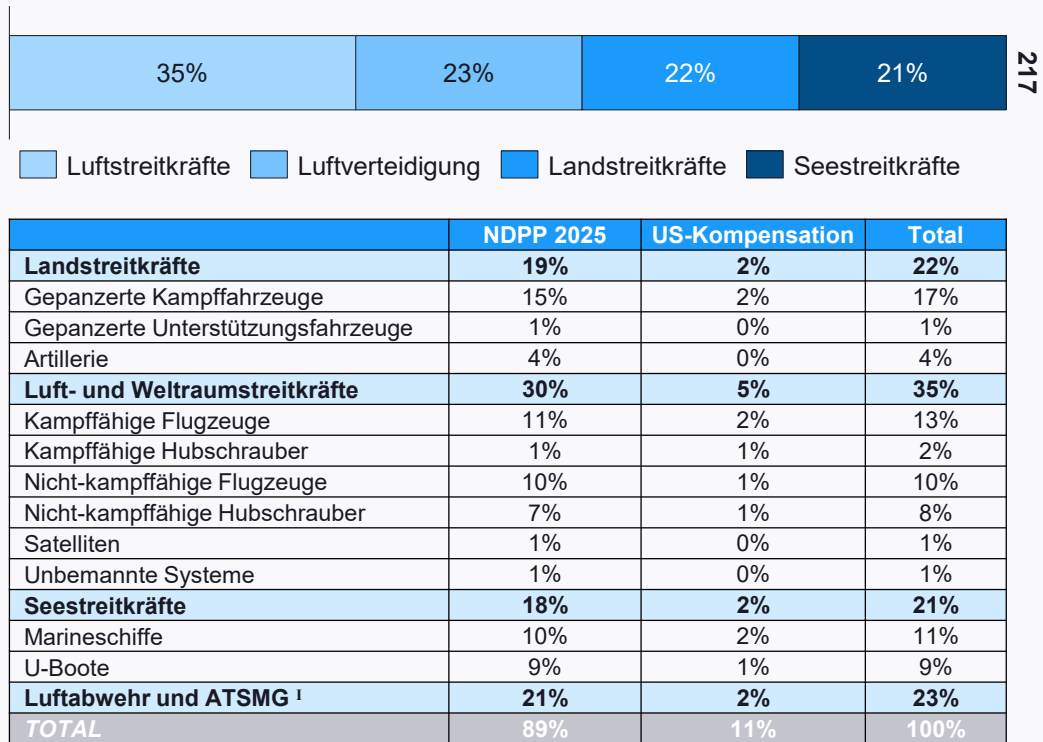 35% 23% 22% 21% 217
Luftstreitkräfte Luftverteidigung Landstreitkräfte Seestreitkräfte
NDPP 2025 US-Kompensation Total
Landstreitkräfte 19% 2% 22%
Gepanzerte Kampffahrzeuge 15% 2% 17%
Gepanzerte Unterstützungsfahrzeuge 1% 0% 1%
Artillerie 4% 0% 4%
Luft- und Weltraumstreitkräfte 30% 5% 35%
Kampffähige Flugzeuge 11% 2% 13%
Kampffähige Hubschrauber 1% 1% 2%
Nicht-kampffähige Flugzeuge 10% 1% 10%
Nicht-kampffähige Hubschrauber 7% 1% 8%
Satelliten 1% 0% 1%
Unbemannte Systeme 1% 0% 1%
Seestreitkräfte 18% 2% 21%
Marineschiffe 10% 2% 11%
U-Boote 9% 1% 9%
Luftabwehr und ATSMG I 21% 2% 23%
TOTAL 89% 11% 100%